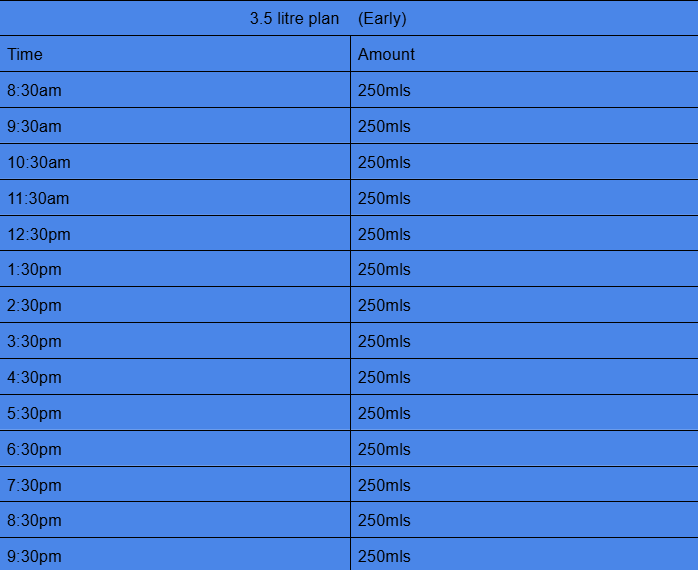 3.5 litre plan (Early)
Time Amount
8:30am 250mls
9:30am 250mls
10:30am 250mls
11:30am 250mls
12:30pm 250mls
1:30pm 250mls
2:30pm 250mls
3:30pm 250mls
4:30pm 250mls
5:30pm 250mls
6:30pm 250mls
7:30pm 250mls
8:30pm 250mls
9:30pm 250mls